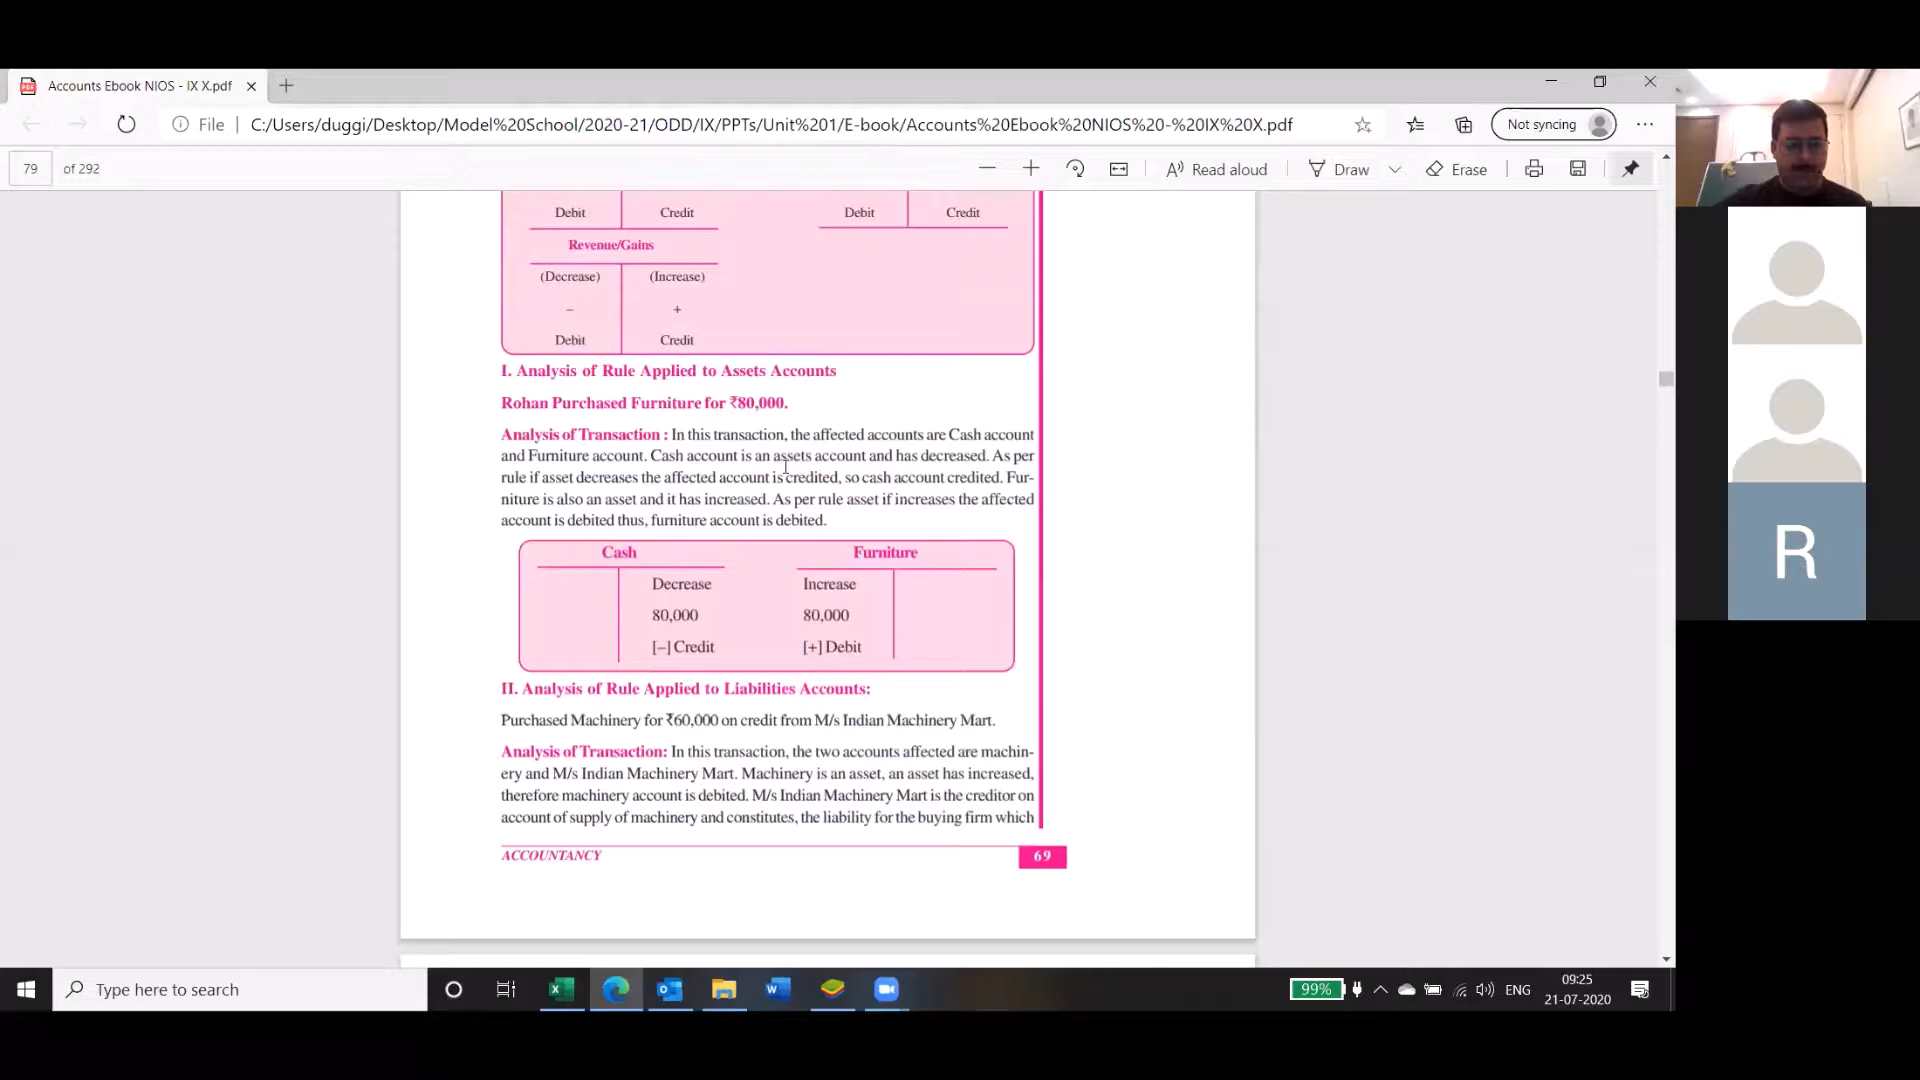 Accounts Ebook NIOS - IX X.pdf
File | C:/Users/duggi/Desktop/Model%20School/2020-21/ODD/IX/PPTs/Unit%201/E-book/Accounts%20Ebook%20NIOS%20-%20IX%20X.pdf
Not syncing
79 of 292
Read aloud
Draw
Erase
Debit Credit Debit Credit
Revenue/Gains
(Decrease) (Increase)
– +
Debit Credit
I. Analysis of Rule Applied to Assets Accounts
Rohan Purchased Furniture for ₹80,000.
Analysis of Transaction : In this transaction, the affected accounts are Cash account
and Furniture account. Cash account is an assets account and has decreased. As per
rule if asset decreases the affected account is credited, so cash account credited. Fur-
niture is also an asset and it has increased. As per rule asset if increases the affected
account is debited thus, furniture account is debited.
Cash Furniture
Decrease Increase
80,000 80,000
[–] Credit [+] Debit
II. Analysis of Rule Applied to Liabilities Accounts:
Purchased Machinery for ₹60,000 on credit from M/s Indian Machinery Mart.
Analysis of Transaction: In this transaction, the two accounts affected are machin-
ery and M/s Indian Machinery Mart. Machinery is an asset, an asset has increased,
therefore machinery account is debited. M/s Indian Machinery Mart is the creditor on
account of supply of machinery and constitutes, the liability for the buying firm which
ACCOUNTANCY 69
R
Type here to search
99%
ENG
09:25
21-07-2020